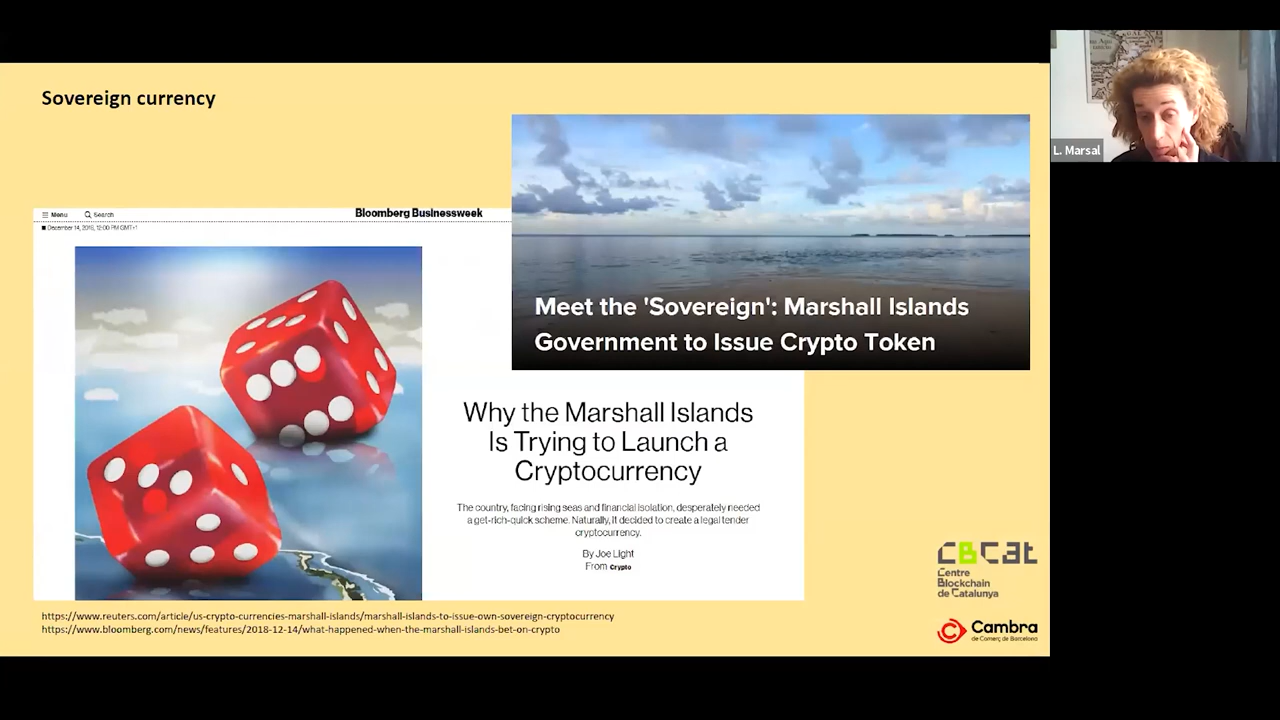 Sovereign currency
L. Marsal
Menu
Search
Bloomberg Businessweek
December 14, 2018, 12:00 PM GMT+1
Meet the 'Sovereign': Marshall Islands
Government to Issue Crypto Token
Why the Marshall Islands
Is Trying to Launch a
Cryptocurrency
The country, facing rising seas and financial isolation, desperately needed
a get-rich-quick scheme. Naturally, it decided to create a legal tender
cryptocurrency.
By Joe Light
From Crypto
https://www.reuters.com/article/us-crypto-currencies-marshall-islands/marshall-islands-to-issue-own-sovereign-cryptocurrency
https://www.bloomberg.com/news/features/2018-12-14/what-happened-when-the-marshall-islands-bet-on-crypto
CBCat
Centre
Blockchain
de Catalunya
Cambra
de Comerç de Barcelona